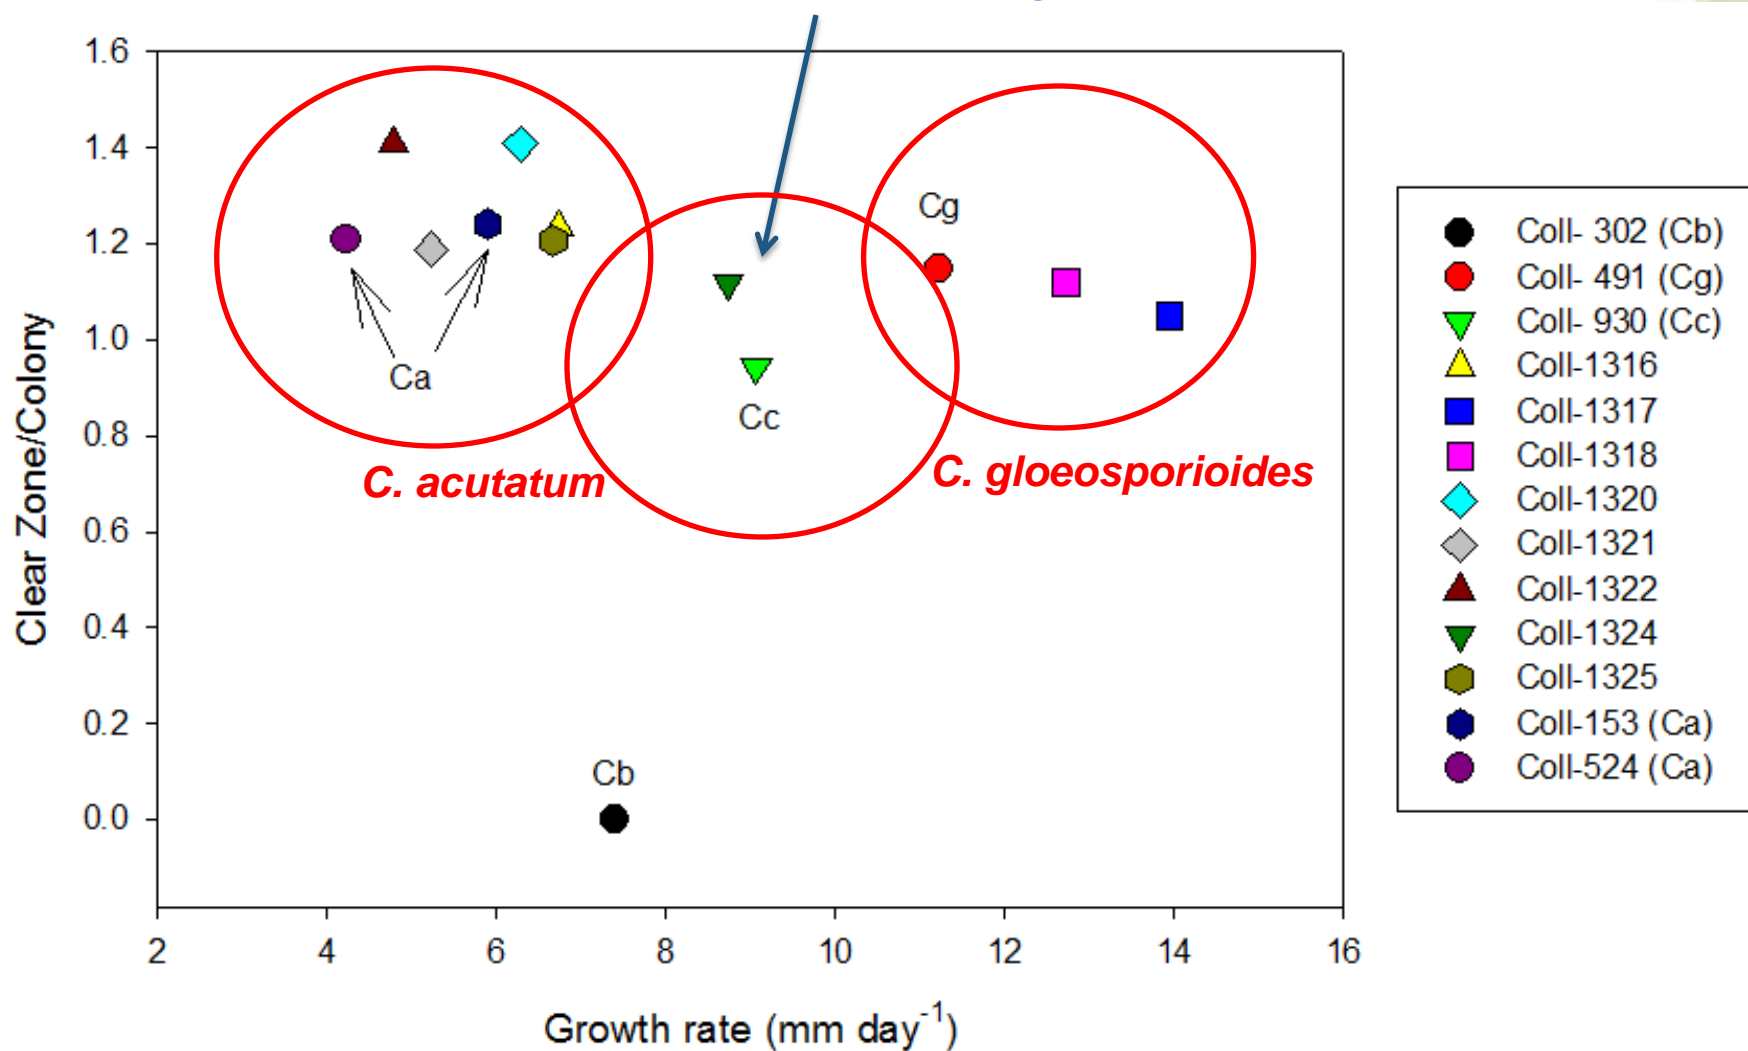 1.6
1.4
1.2
1.0
0.8
0.6
0.4
0.2
0.0
Clear Zone/Colony
2 4 6 8 10 12 14 16
Growth rate (mm day⁻¹)
Cg
Ca
Cc
Cb
C. acutatum
C. gloeosporioides
Coll- 302 (Cb)
Coll- 491 (Cg)
Coll- 930 (Cc)
Coll-1316
Coll-1317
Coll-1318
Coll-1320
Coll-1321
Coll-1322
Coll-1324
Coll-1325
Coll-153 (Ca)
Coll-524 (Ca)